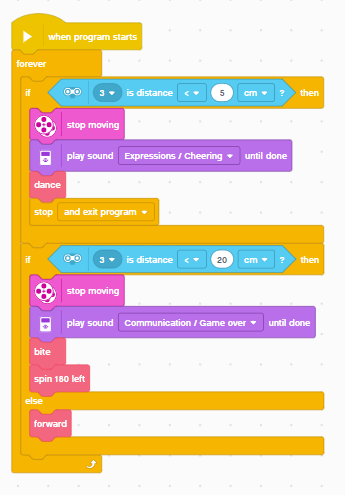 when program starts
forever
if 3 is distance < 5 cm ? then
stop moving
play sound Expressions / Cheering until done
dance
stop and exit program
if 3 is distance < 20 cm ? then
stop moving
play sound Communication / Game over until done
bite
spin 180 left
else
forward